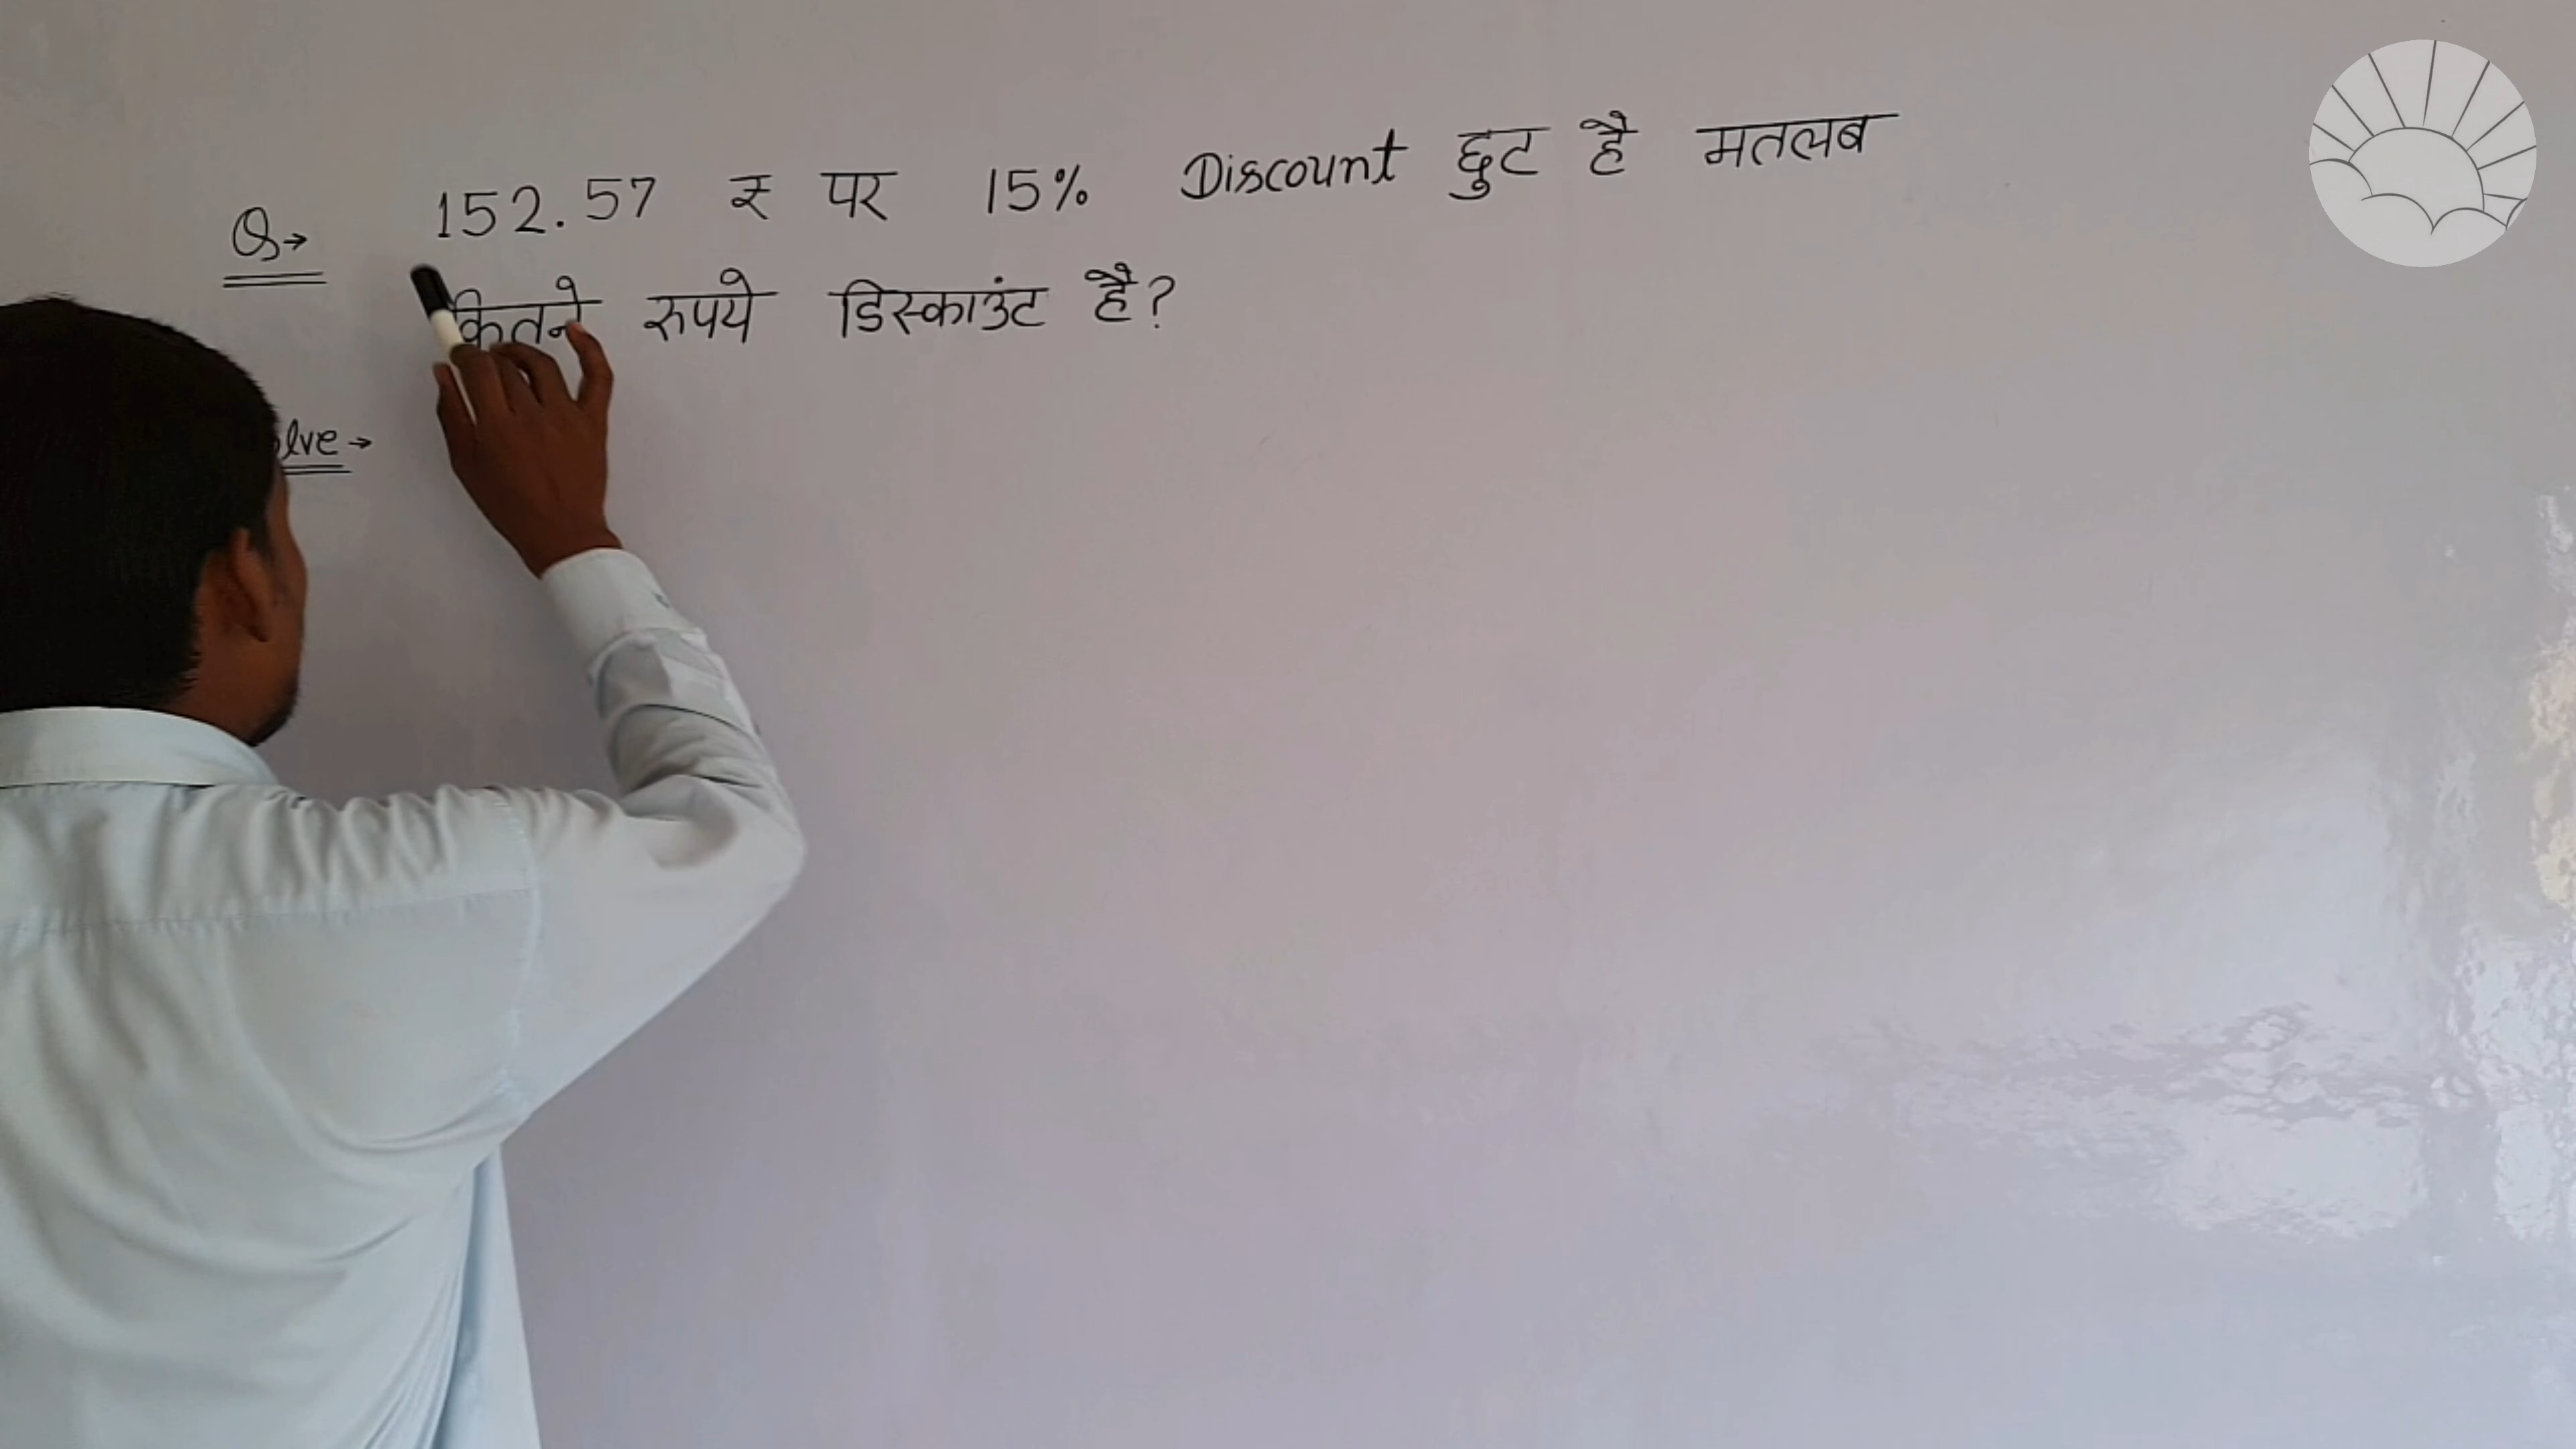 Q→ 152.57 ₹ पर 15% Discount छुट है मतलब
कितने रुपये डिस्काउंट है?
lve→